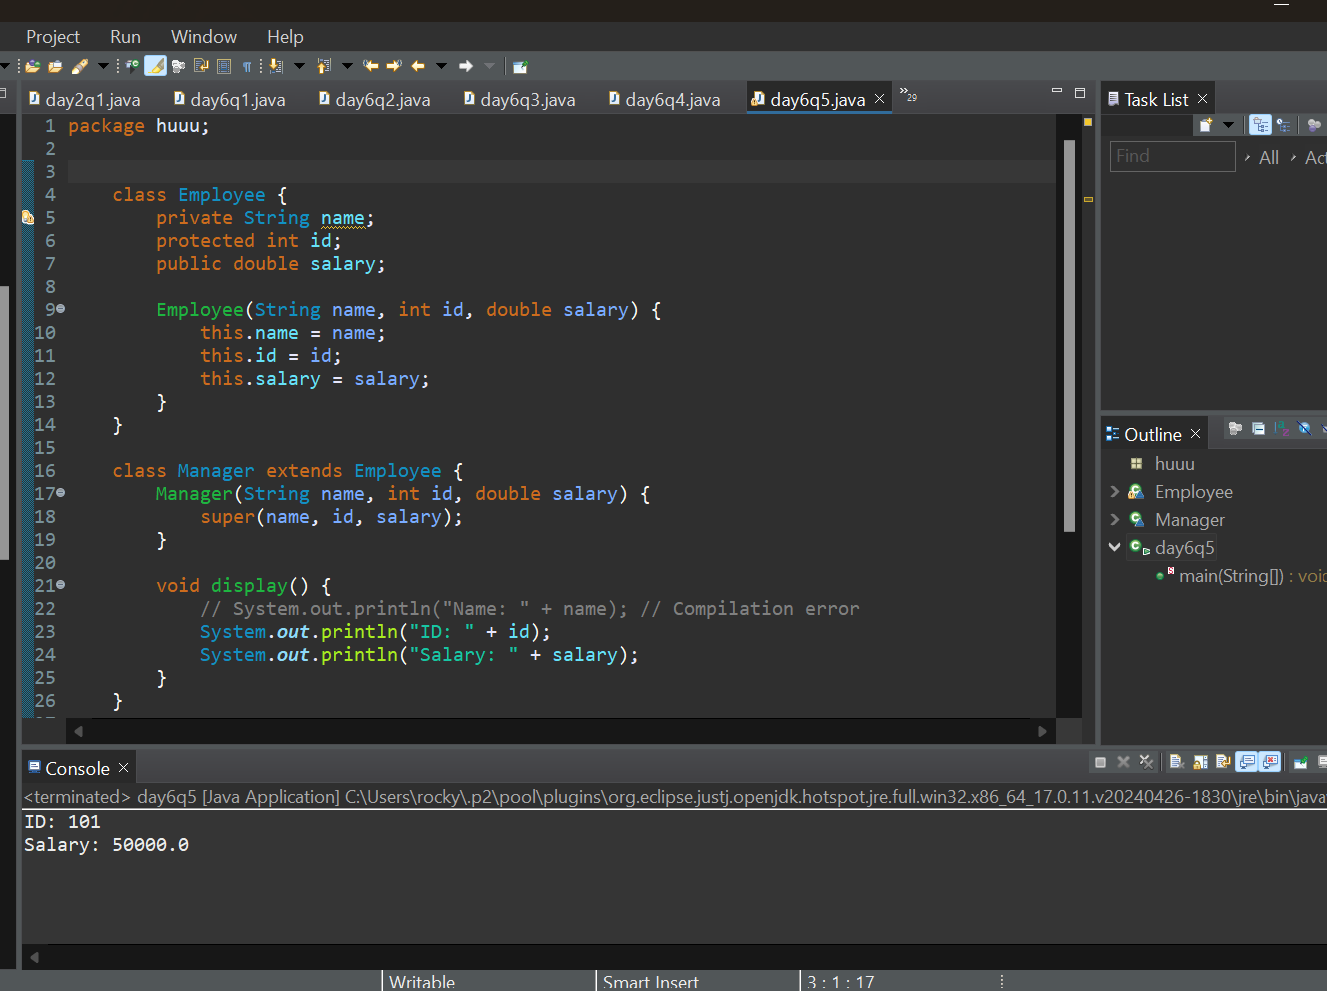 Project Run Window Help
day2q1.java day6q1.java day6q2.java day6q3.java day6q4.java day6q5.java »29
Task List
Find All
1 package huuu;
2
3
4 class Employee {
5 private String name;
6 protected int id;
7 public double salary;
8
9 Employee(String name, int id, double salary) {
10 this.name = name;
11 this.id = id;
12 this.salary = salary;
13 }
14 }
15
16 class Manager extends Employee {
17 Manager(String name, int id, double salary) {
18 super(name, id, salary);
19 }
20
21 void display() {
22 // System.out.println("Name: " + name); // Compilation error
23 System.out.println("ID: " + id);
24 System.out.println("Salary: " + salary);
25 }
26 }
Outline
huuu
Employee
Manager
day6q5
main(String[]) : void
Console
<terminated> day6q5 [Java Application] C:\Users\rocky\.p2\pool\plugins\org.eclipse.justj.openjdk.hotspot.jre.full.win32.x86_64_17.0.11.v20240426-1830\jre\bin\java
ID: 101
Salary: 50000.0
Writable Smart Insert 3 : 1 : 17